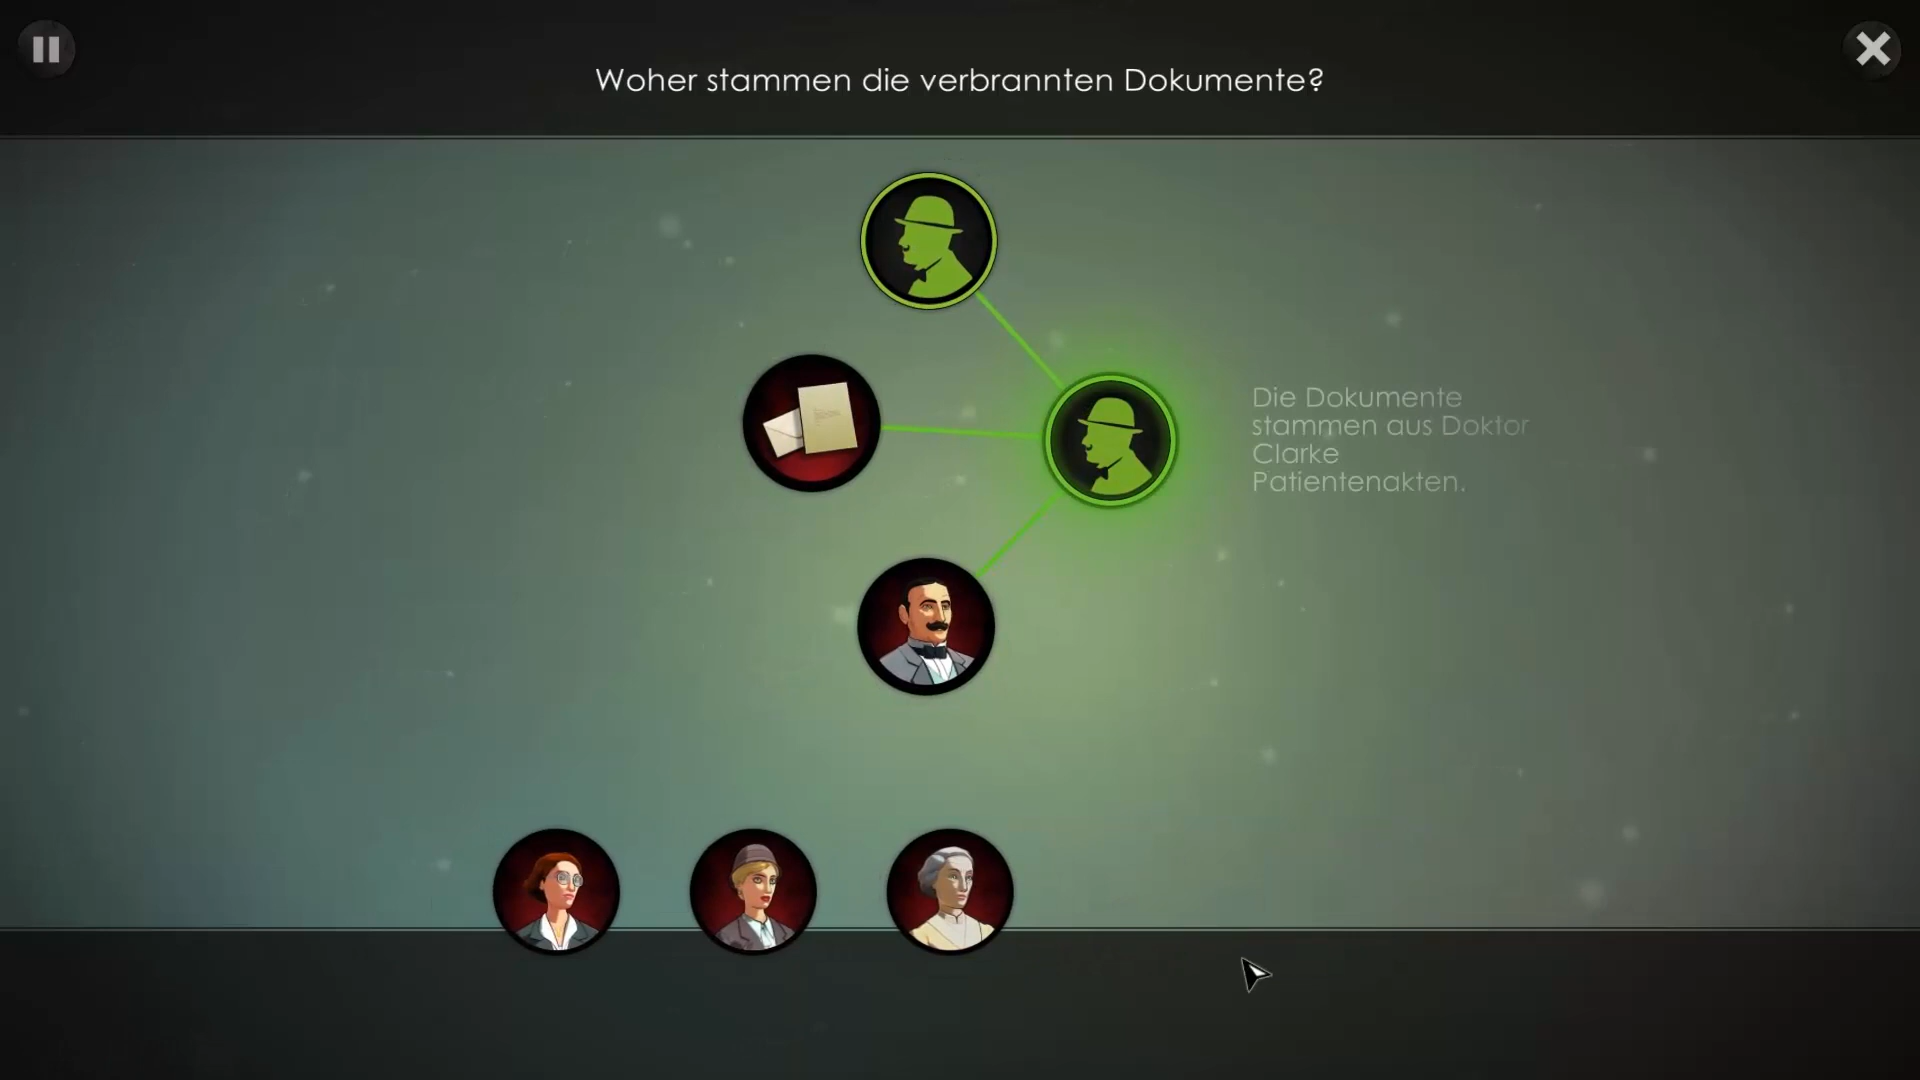 Woher stammen die verbrannten Dokumente?
Die Dokumente
stammen aus Doktor
Clarke
Patientenakten.